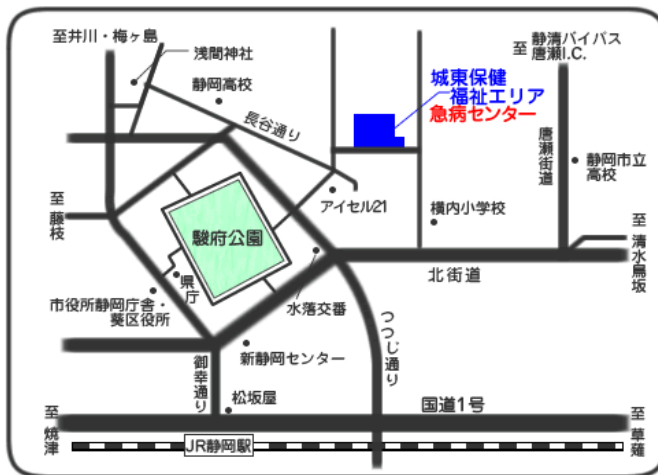 至井川・梅ヶ島
浅間神社
静岡高校
長谷通り
城東保健
福祉エリア
急病センター
至 静清バイパス
唐瀬I.C.
唐瀬街道
静岡市立
高校
至藤枝
駿府公園
アイセル21
横内小学校
至清水鳥坂
県庁
北街道
市役所静岡庁舎・
葵区役所
水落交番
つつじ通り
新静岡センター
御幸通り
松坂屋
国道1号
至焼津
JR静岡駅
至草薙